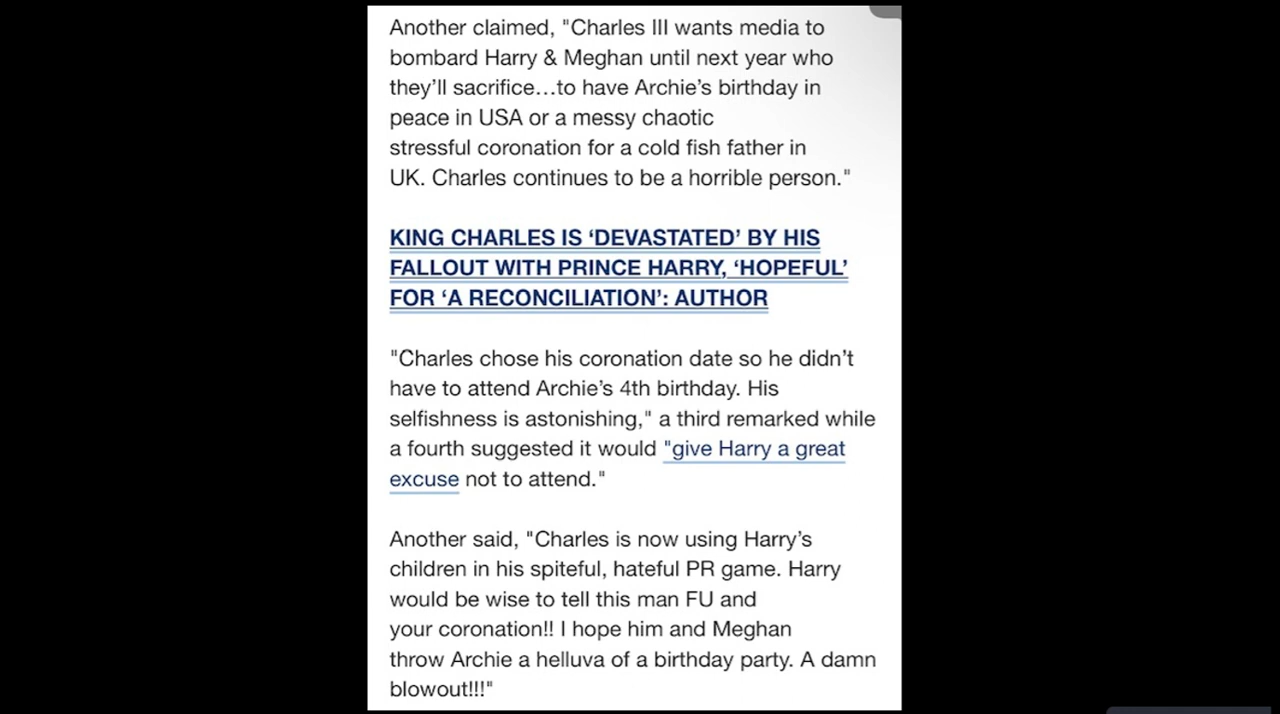 Another claimed, "Charles III wants media to
bombard Harry & Meghan until next year who
they’ll sacrifice…to have Archie’s birthday in
peace in USA or a messy chaotic
stressful coronation for a cold fish father in
UK. Charles continues to be a horrible person."
KING CHARLES IS ‘DEVASTATED’ BY HIS
FALLOUT WITH PRINCE HARRY, ‘HOPEFUL’
FOR ‘A RECONCILIATION’: AUTHOR
"Charles chose his coronation date so he didn’t
have to attend Archie’s 4th birthday. His
selfishness is astonishing," a third remarked while
a fourth suggested it would "give Harry a great
excuse not to attend."
Another said, "Charles is now using Harry’s
children in his spiteful, hateful PR game. Harry
would be wise to tell this man FU and
your coronation!! I hope him and Meghan
throw Archie a helluva of a birthday party. A damn
blowout!!!"